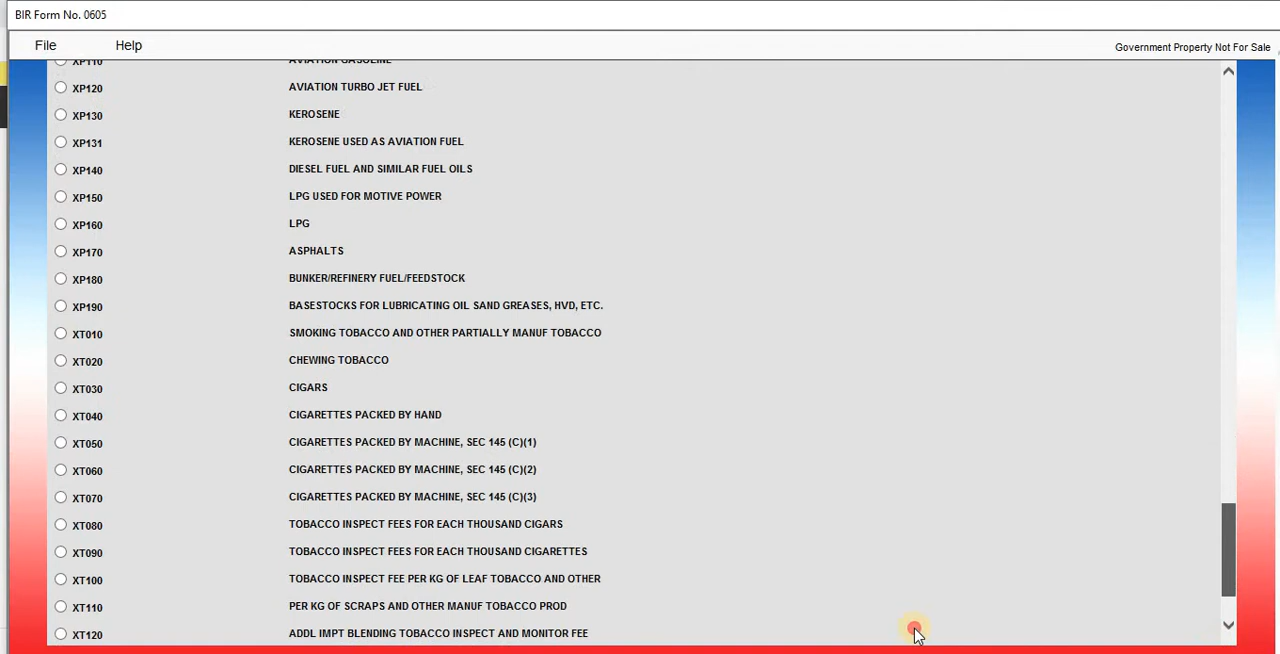 BIR Form No. 0605
File Help Government Property Not For Sale
XP110 AVIATION GASOLINE
XP120 AVIATION TURBO JET FUEL
XP130 KEROSENE
XP131 KEROSENE USED AS AVIATION FUEL
XP140 DIESEL FUEL AND SIMILAR FUEL OILS
XP150 LPG USED FOR MOTIVE POWER
XP160 LPG
XP170 ASPHALTS
XP180 BUNKER/REFINERY FUEL/FEEDSTOCK
XP190 BASESTOCKS FOR LUBRICATING OIL SAND GREASES, HVD, ETC.
XT010 SMOKING TOBACCO AND OTHER PARTIALLY MANUF TOBACCO
XT020 CHEWING TOBACCO
XT030 CIGARS
XT040 CIGARETTES PACKED BY HAND
XT050 CIGARETTES PACKED BY MACHINE, SEC 145 (C)(1)
XT060 CIGARETTES PACKED BY MACHINE, SEC 145 (C)(2)
XT070 CIGARETTES PACKED BY MACHINE, SEC 145 (C)(3)
XT080 TOBACCO INSPECT FEES FOR EACH THOUSAND CIGARS
XT090 TOBACCO INSPECT FEES FOR EACH THOUSAND CIGARETTES
XT100 TOBACCO INSPECT FEE PER KG OF LEAF TOBACCO AND OTHER
XT110 PER KG OF SCRAPS AND OTHER MANUF TOBACCO PROD
XT120 ADDL IMPT BLENDING TOBACCO INSPECT AND MONITOR FEE